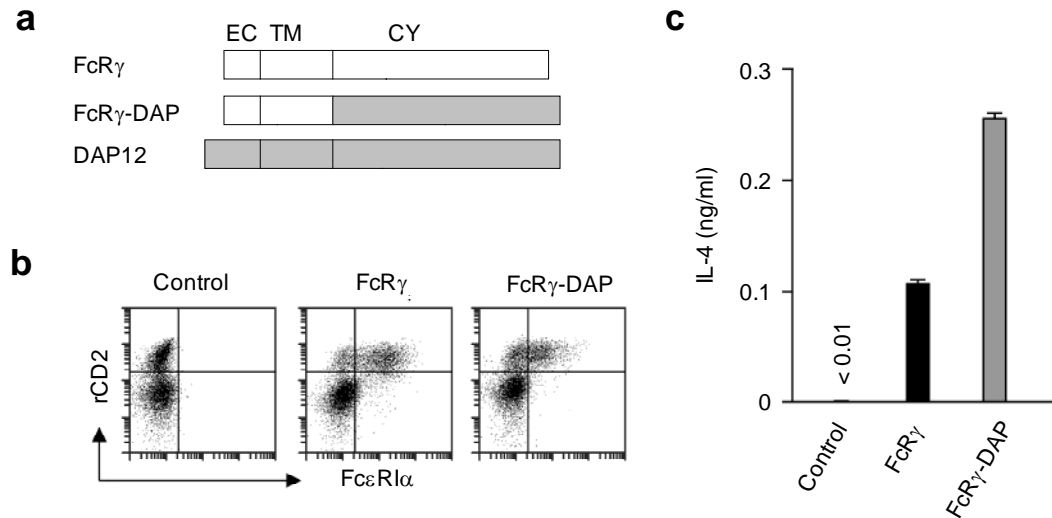 a
EC TM CY
FcRγ
FcRγ-DAP
DAP12
b
Control FcRγ FcRγ-DAP
rCD2
FcεRIα
c
0.3
0.2
0.1
0
IL-4 (ng/ml)
< 0.01
Control
FcRγ
FcRγ-DAP